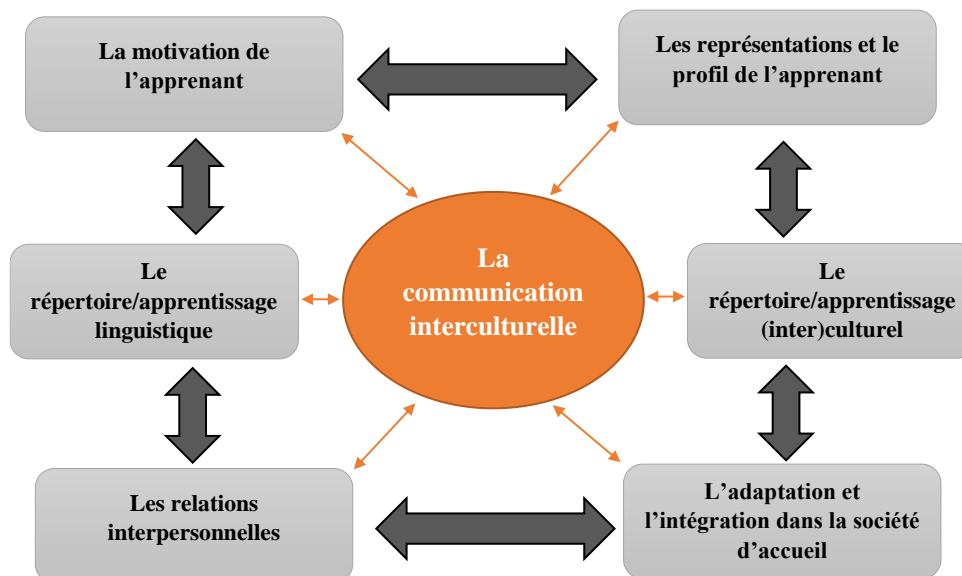 La motivation de
l’apprenant
Les représentations et le
profil de l’apprenant
La
communication
interculturelle
Le
répertoire/apprentissage
linguistique
Le
répertoire/apprentissage
(inter)culturel
Les relations
interpersonnelles
L’adaptation et
l’intégration dans la société
d’accueil